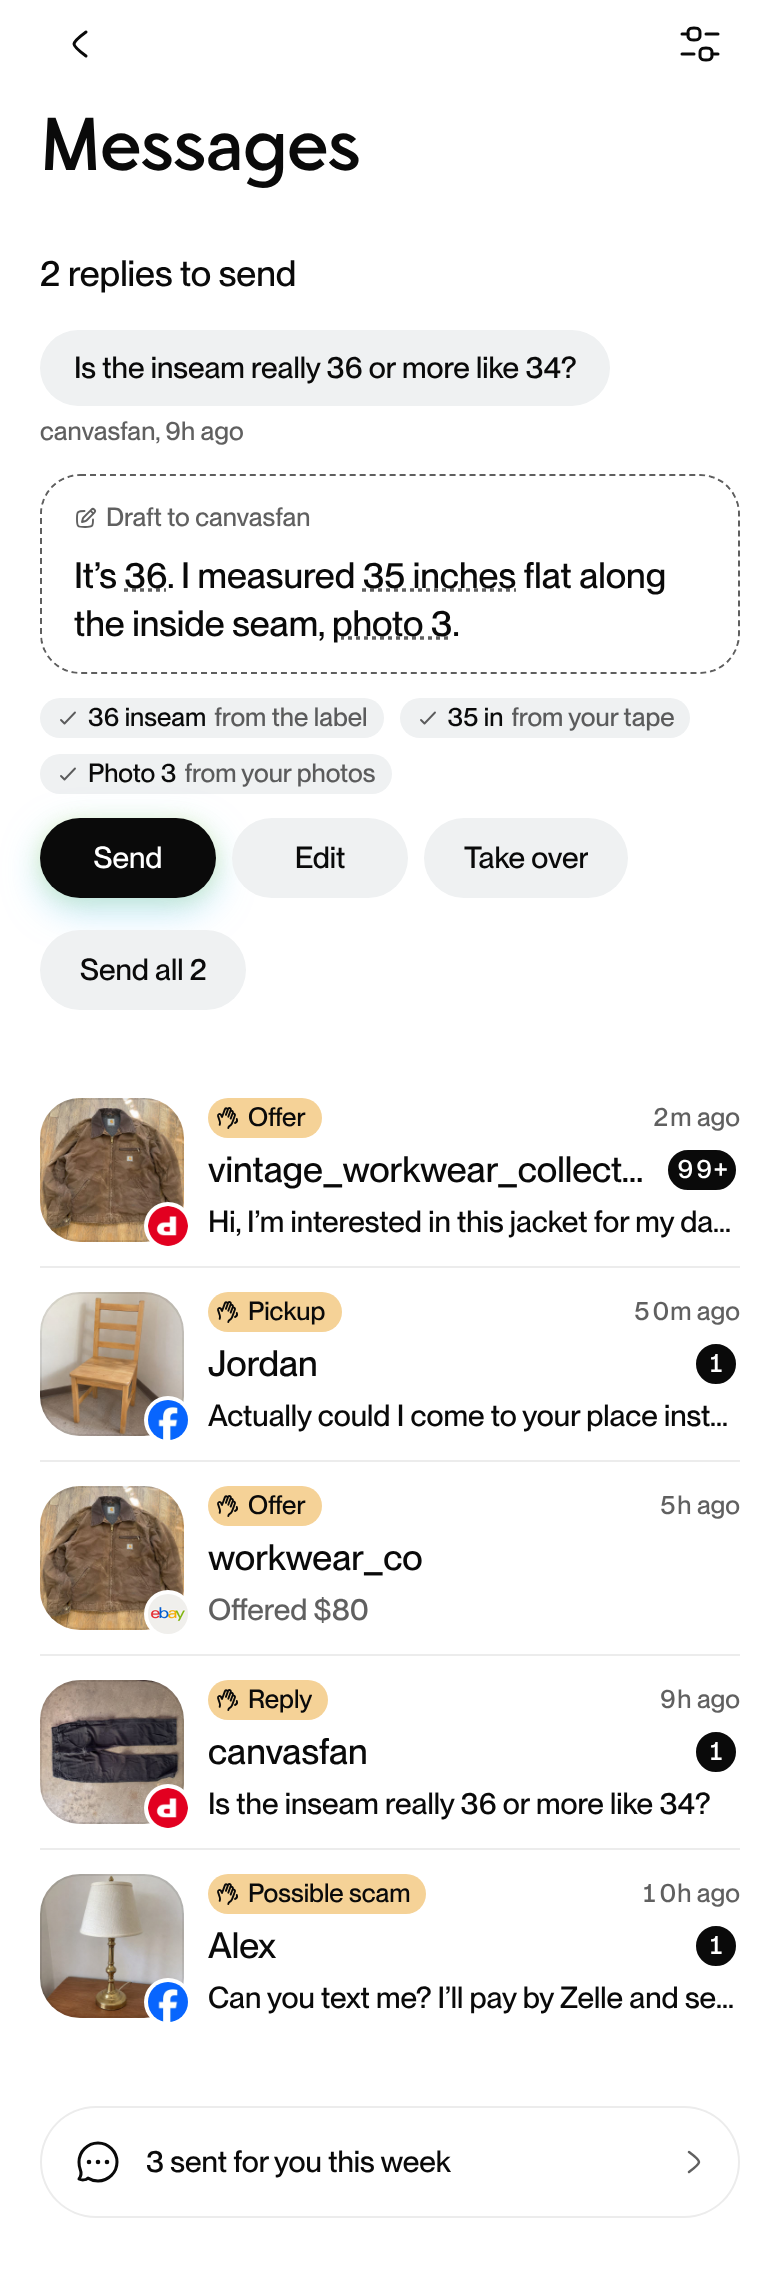 Messages
2 replies to send
Is the inseam really 36 or more like 34?
canvasfan, 9h ago
Draft to canvasfan
It’s 36. I measured 35 inches flat along
the inside seam, photo 3.
36 inseam from the label
35 in from your tape
Photo 3 from your photos
Send
Edit
Take over
Send all 2
Offer
2m ago
vintage_workwear_collect...
99+
Hi, I’m interested in this jacket for my da...
Pickup
50m ago
Jordan
1
Actually could I come to your place inst...
Offer
5h ago
workwear_co
ebay
Offered $80
Reply
9h ago
canvasfan
1
Is the inseam really 36 or more like 34?
Possible scam
10h ago
Alex
1
Can you text me? I’ll pay by Zelle and se...
3 sent for you this week